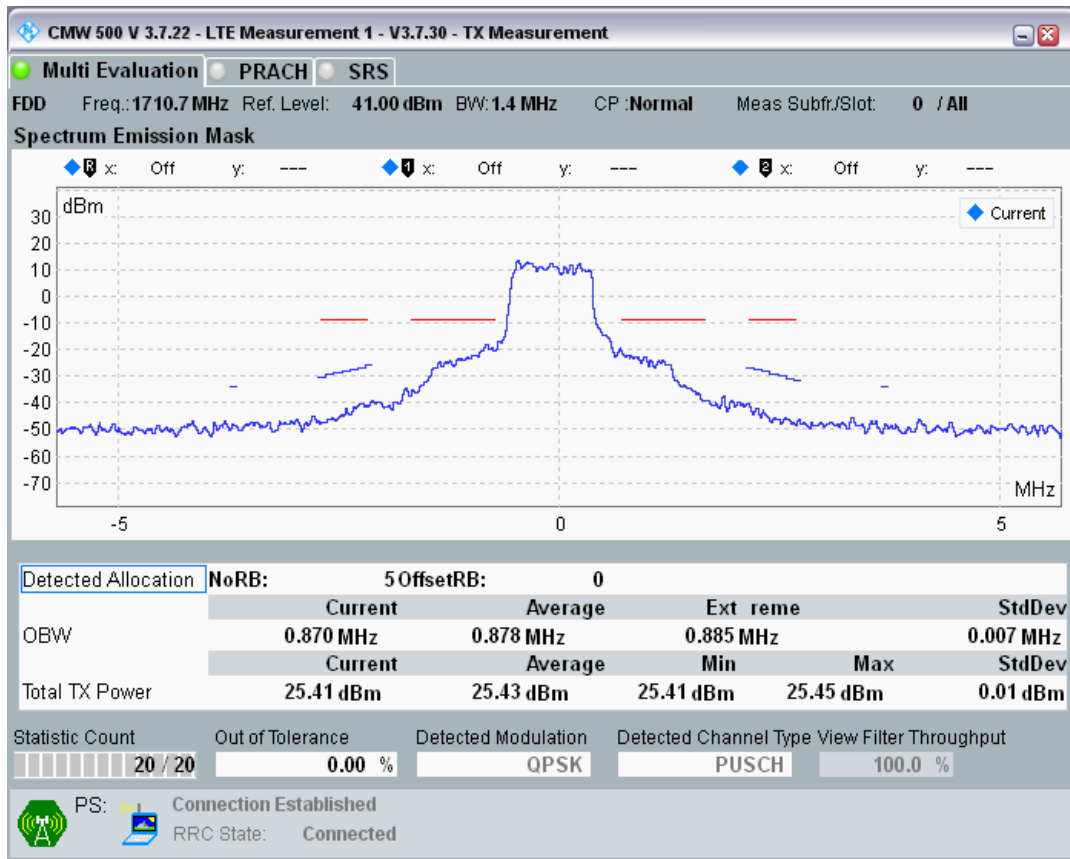 CMW 500 V 3.7.22 - LTE Measurement 1 - V3.7.30 - TX Measurement
Multi Evaluation PRACH SRS
FDD Freq.: 1710.7 MHz Ref. Level: 41.00 dBm BW: 1.4 MHz CP : Normal Meas Subfr./Slot: 0 / All
Spectrum Emission Mask
R x: Off y: --- 1 x: Off y: --- 2 x: Off y: ---
dBm
Current
30
20
10
0
-10
-20
-30
-40
-50
-60
-70
MHz
-5 0 5
Detected Allocation NoRB: 5 OffsetRB: 0
Current Average Ext reme StdDev
OBW 0.870 MHz 0.878 MHz 0.885 MHz 0.007 MHz
Current Average Min Max StdDev
Total TX Power 25.41 dBm 25.43 dBm 25.41 dBm 25.45 dBm 0.01 dBm
Statistic Count Out of Tolerance Detected Modulation Detected Channel Type View Filter Throughput
20 / 20 0.00 % QPSK PUSCH 100.0 %
PS: Connection Established
RRC State: Connected